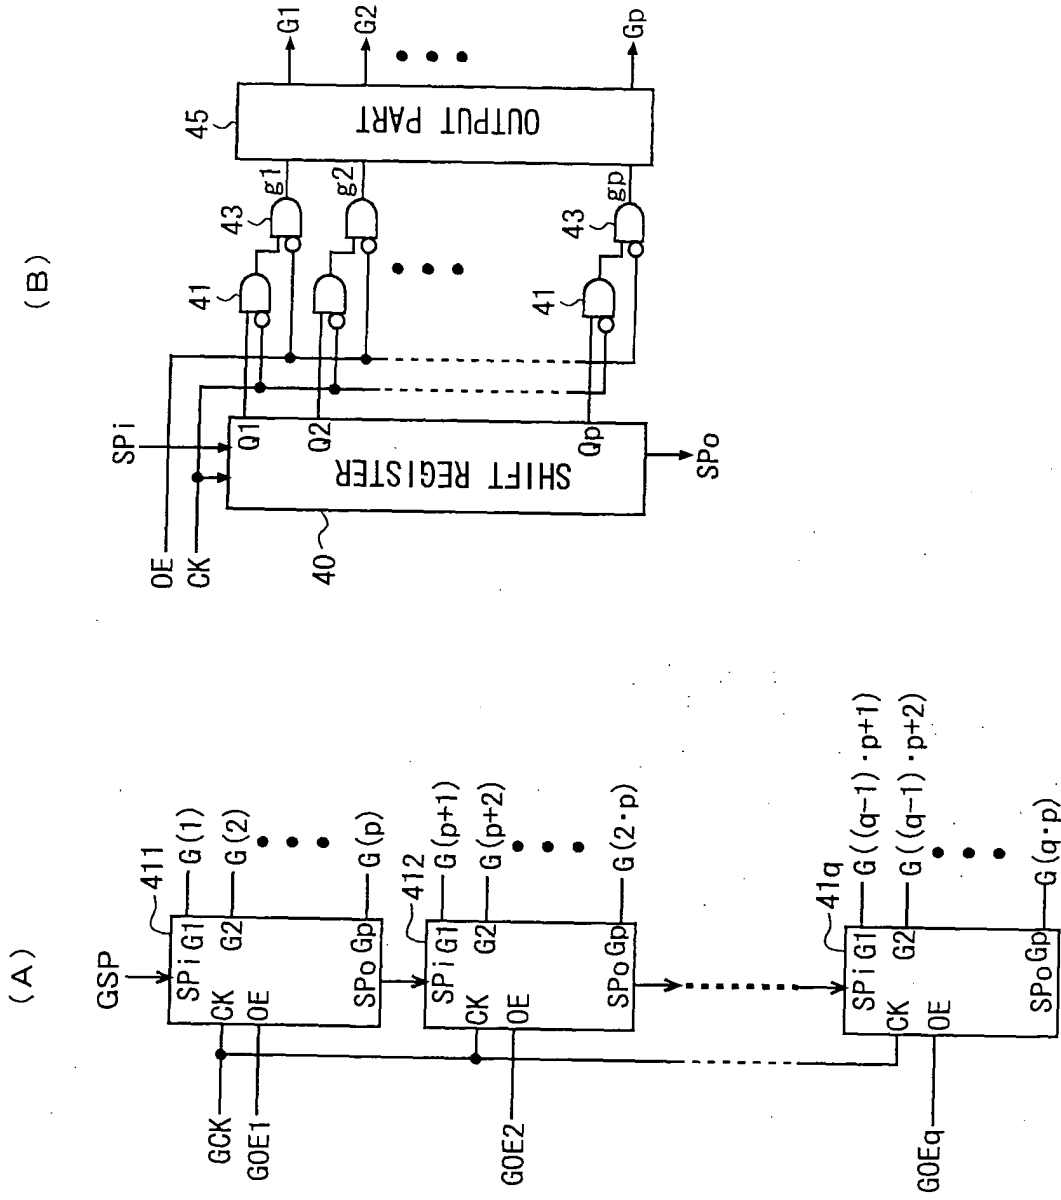 (A)
GSP
411
SPi
G1
G(1)
GCK
CK
G2
G(2)
GOE1
OE
SPo
Gp
G(p)
412
SPi
G1
G(p+1)
CK
G2
G(p+2)
GOE2
OE
SPo
Gp
G(2·p)
41q
SPi
G1
G((q-1)·p+1)
CK
G2
G((q-1)·p+2)
GOEq
OE
SPo
Gp
G(q·p)
(B)
OE
CK
SPi
40
SHIFT REGISTER
Q1
Q2
Qp
SPo
41
43
g1
g2
41
43
gp
45
OUTPUT PART
G1
G2
Gp